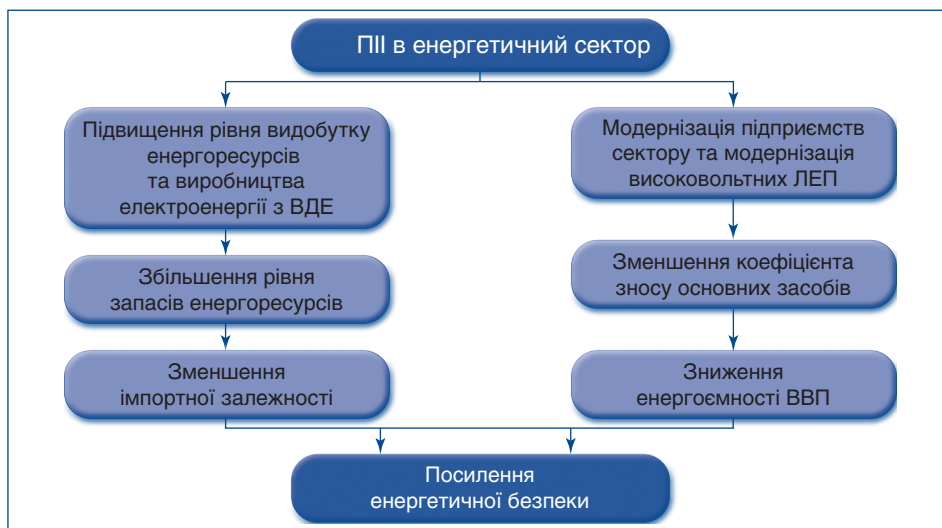 ПІІ в енергетичний сектор
Підвищення рівня видобутку
енергоресурсів
та виробництва
електроенергії з ВДЕ
Збільшення рівня
запасів енергоресурсів
Зменшення
імпортної залежності
Модернізація підприємств
сектору та модернізація
високовольтних ЛЕП
Зменшення коефіцієнта
зносу основних засобів
Зниження
енергоємності ВВП
Посилення
енергетичної безпеки